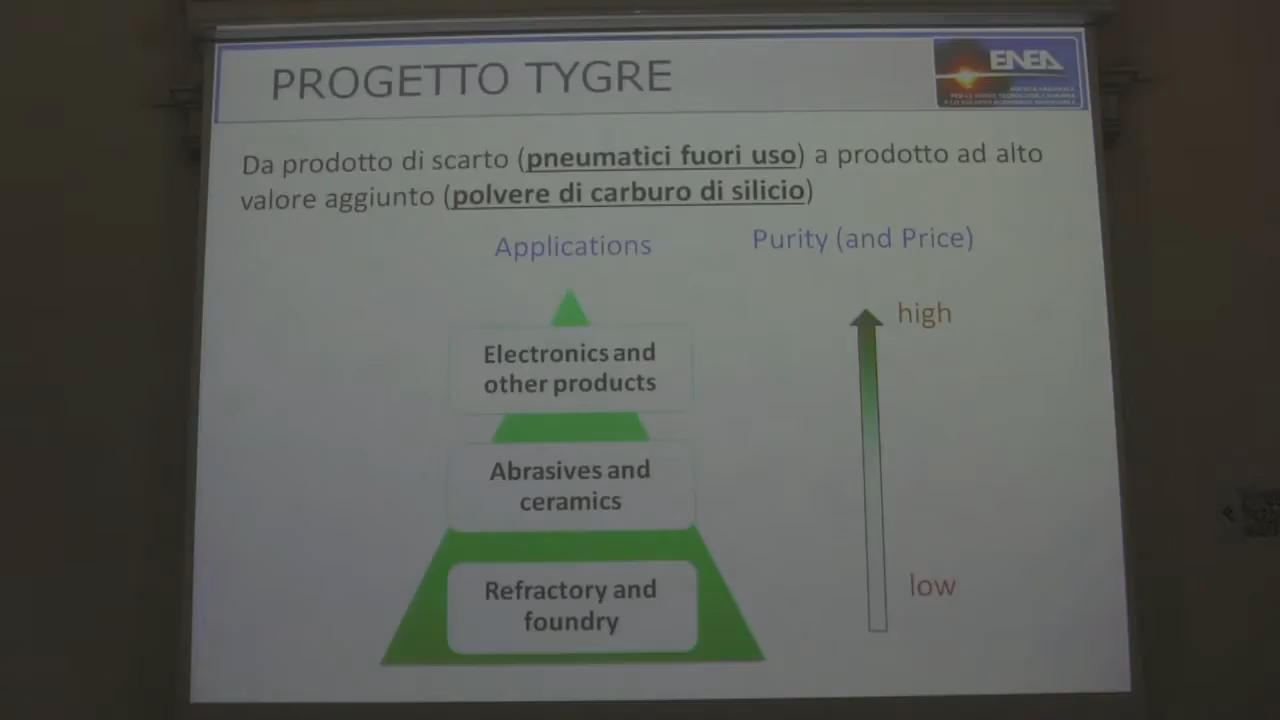 PROGETTO TYGRE
ENEA
Da prodotto di scarto (pneumatici fuori uso) a prodotto ad alto
valore aggiunto (polvere di carburo di silicio)
Applications
Purity (and Price)
high
Electronics and
other products
Abrasives and
ceramics
Refractory and
foundry
low